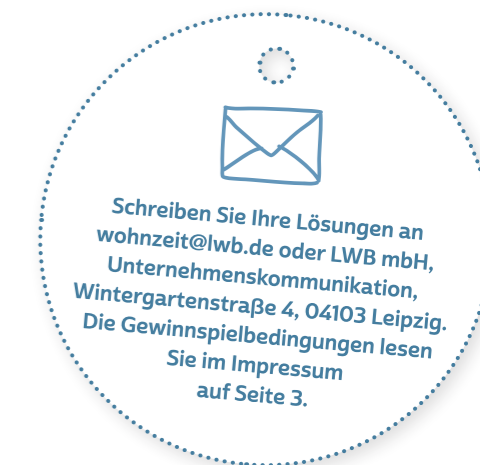 Schreiben Sie Ihre Lösungen an
wohnzeit@lwb.de oder LWB mbH,
Unternehmenskommunikation,
Wintergartenstraße 4, 04103 Leipzig.
Die Gewinnspielbedingungen lesen
Sie im Impressum
auf Seite 3.